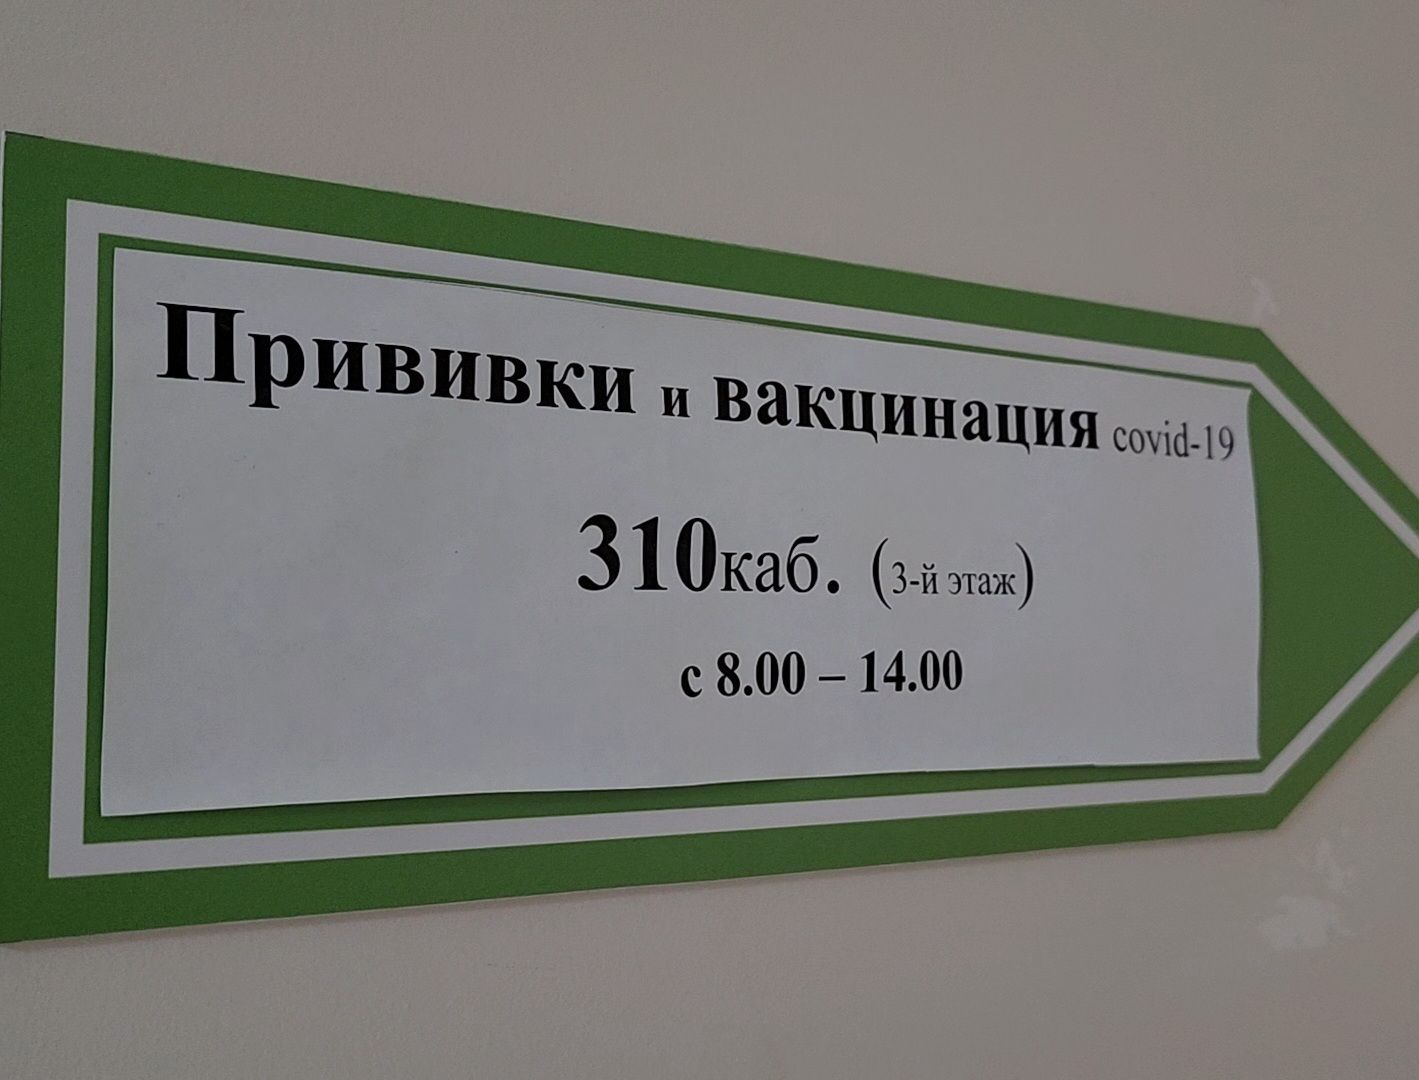 Прививки и вакцинация covid-19
310каб. (3-й этаж)
с 8.00 – 14.00